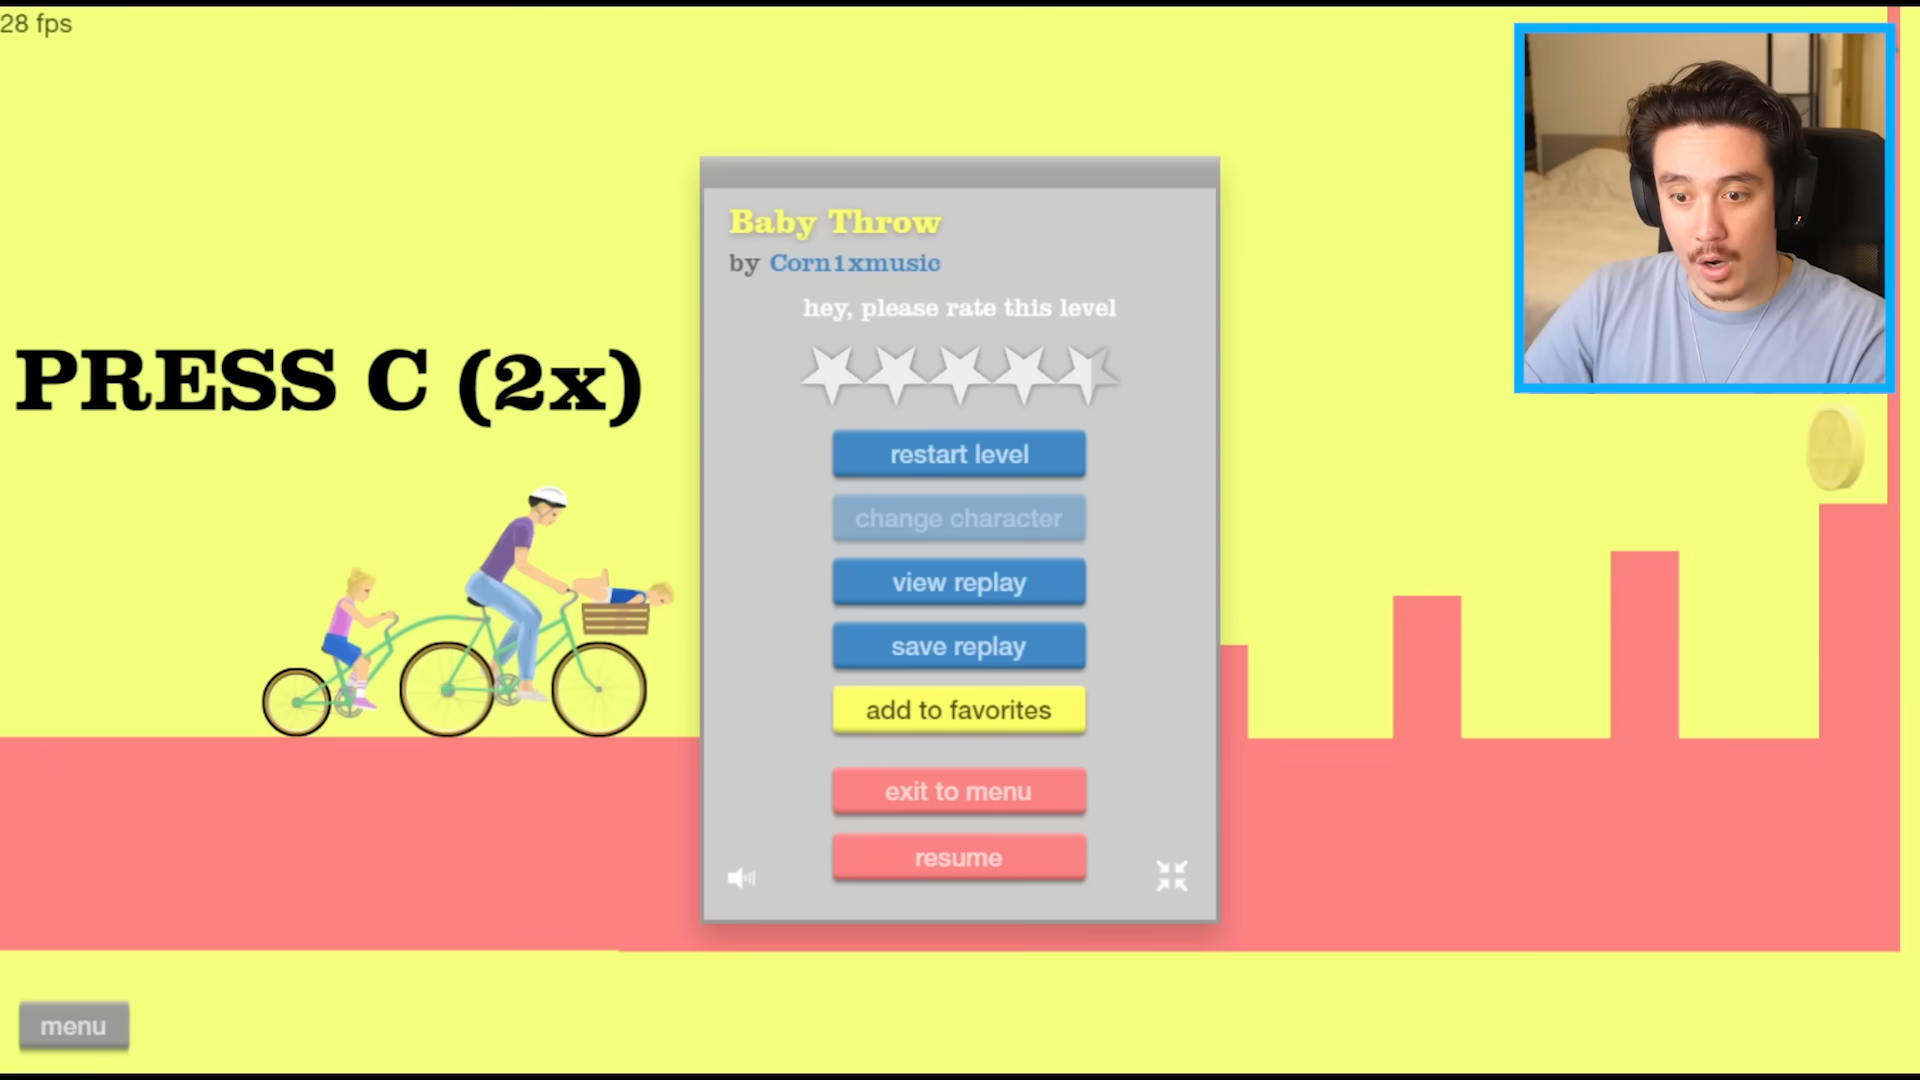 28 fps
Baby Throw
by Corn1xmusic
hey, please rate this level
PRESS C (2x)
restart level
change character
view replay
save replay
add to favorites
exit to menu
resume
menu